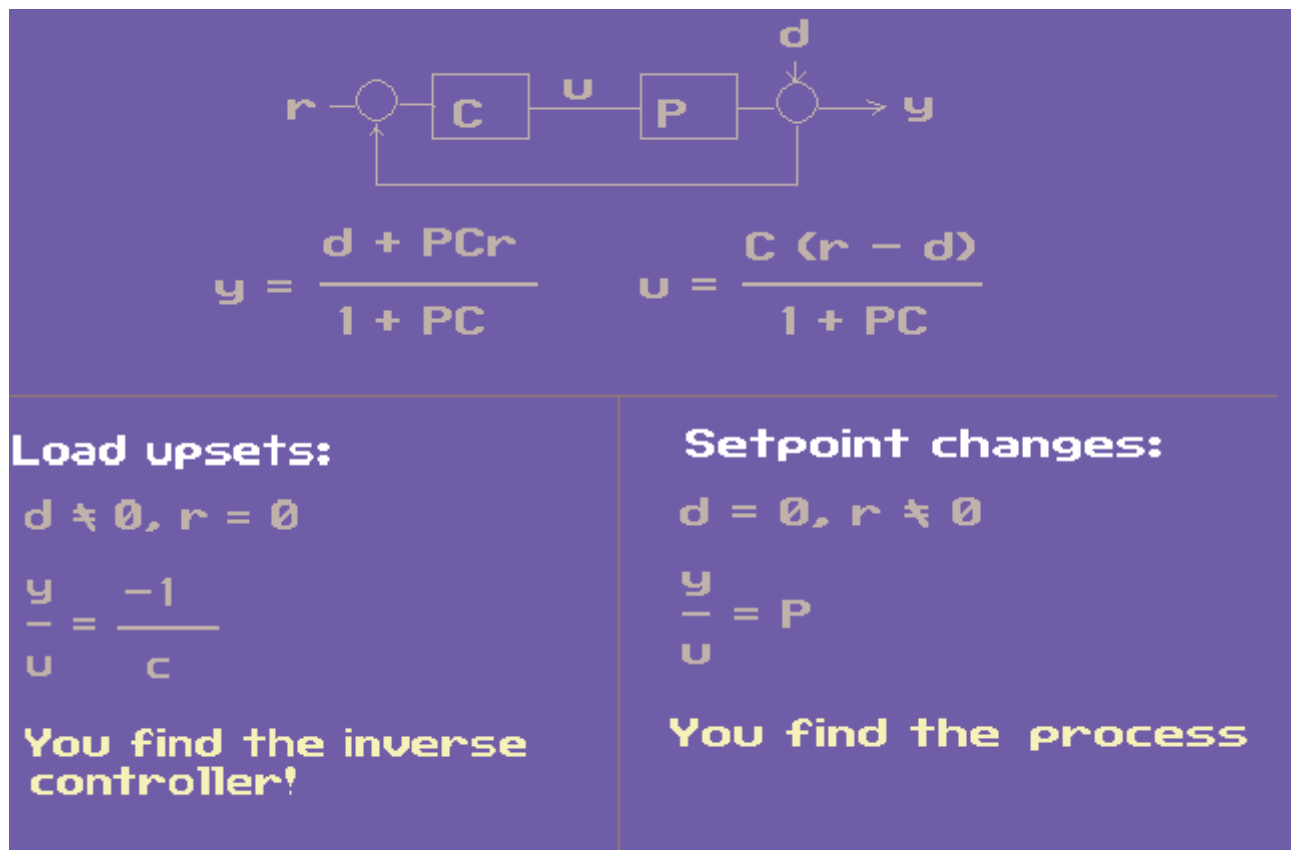 d
r C u P y
y = d + PCr / 1 + PC
u = C (r - d) / 1 + PC
Load upsets:
d ≠ 0, r = 0
y / u = -1 / c
You find the inverse
controller!
Setpoint changes:
d = 0, r ≠ 0
y / u = P
You find the process